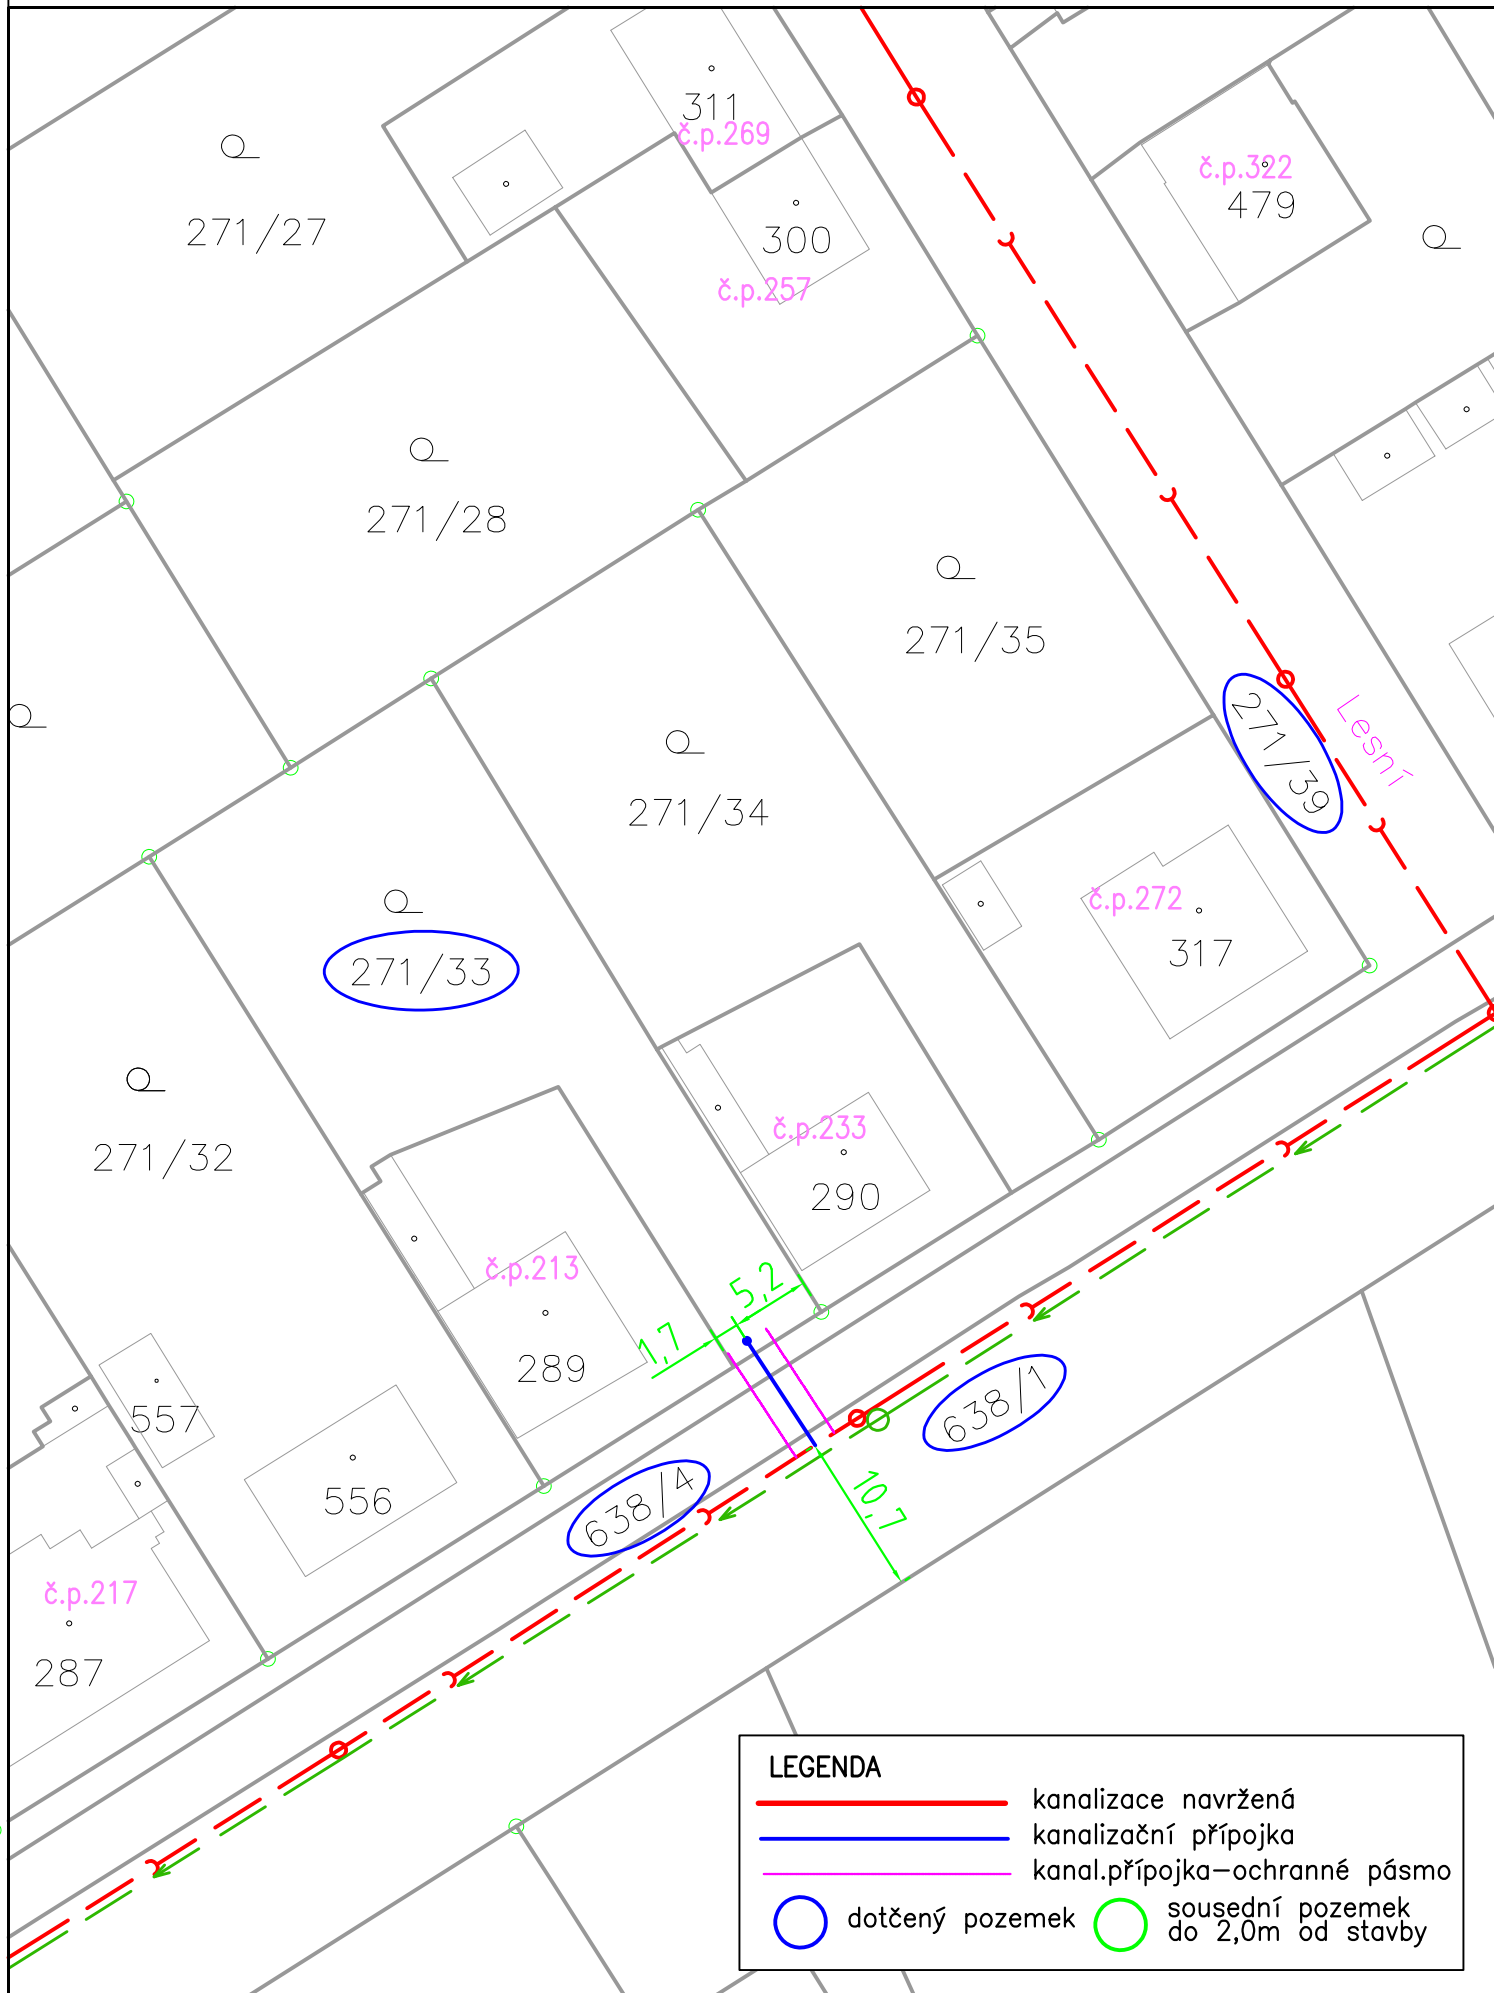 311
č.p.269
č.p.322
479
271/27
300
č.p.257
271/28
271/35
271/39
Lesní
271/34
č.p.272
317
271/33
271/32
č.p.233
290
č.p.213
289
5,2
1,7
557
556
638/1
638/4
10,7
č.p.217
287
LEGENDA
kanalizace navržená
kanalizační přípojka
kanal.přípojka-ochranné pásmo
dotčený pozemek
sousední pozemek
do 2,0m od stavby